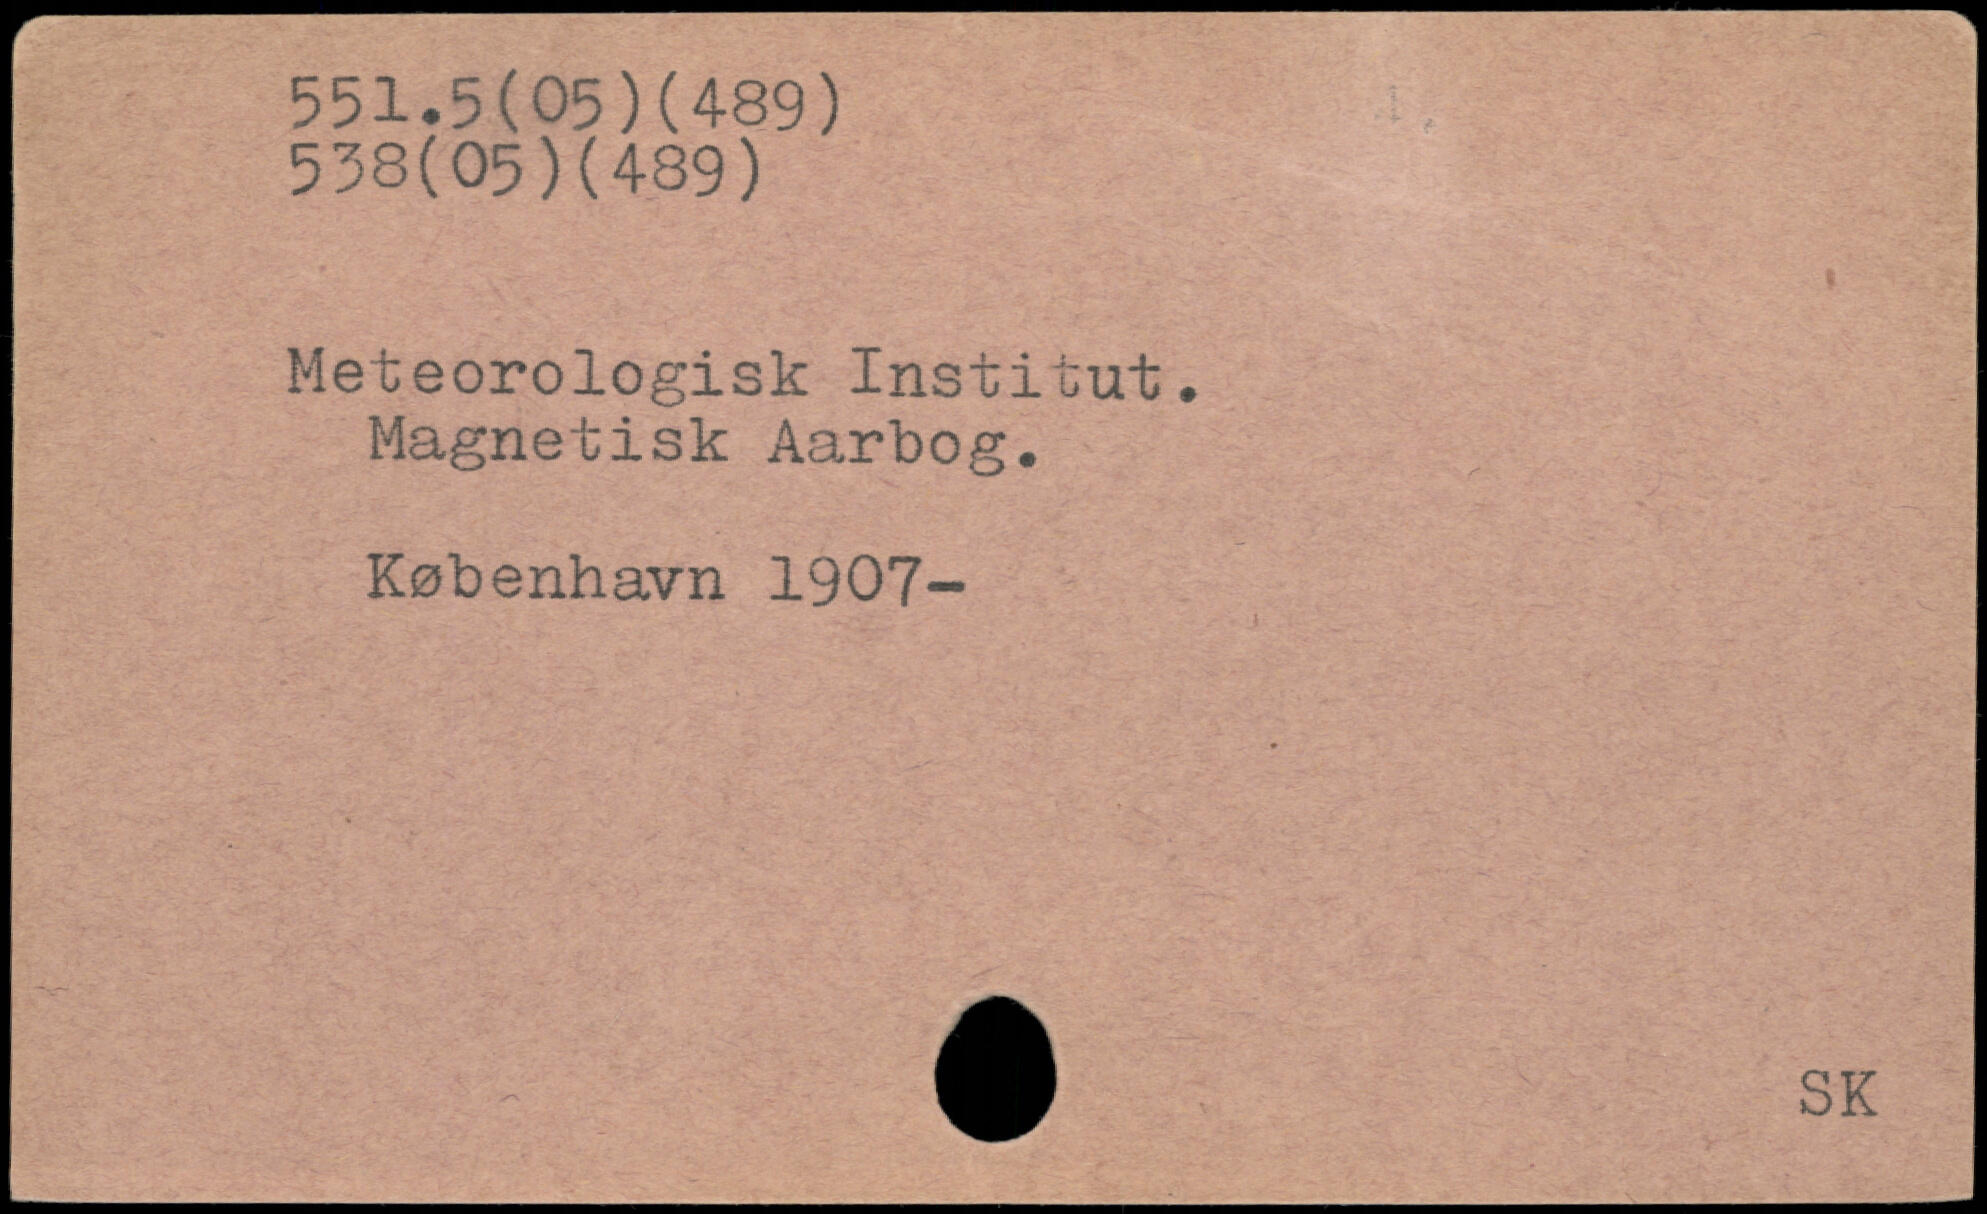 551.5(05)(489)
538(05)(489)
Meteorologisk Institut.
Magnetisk Aarbog.
København 1907-
SK